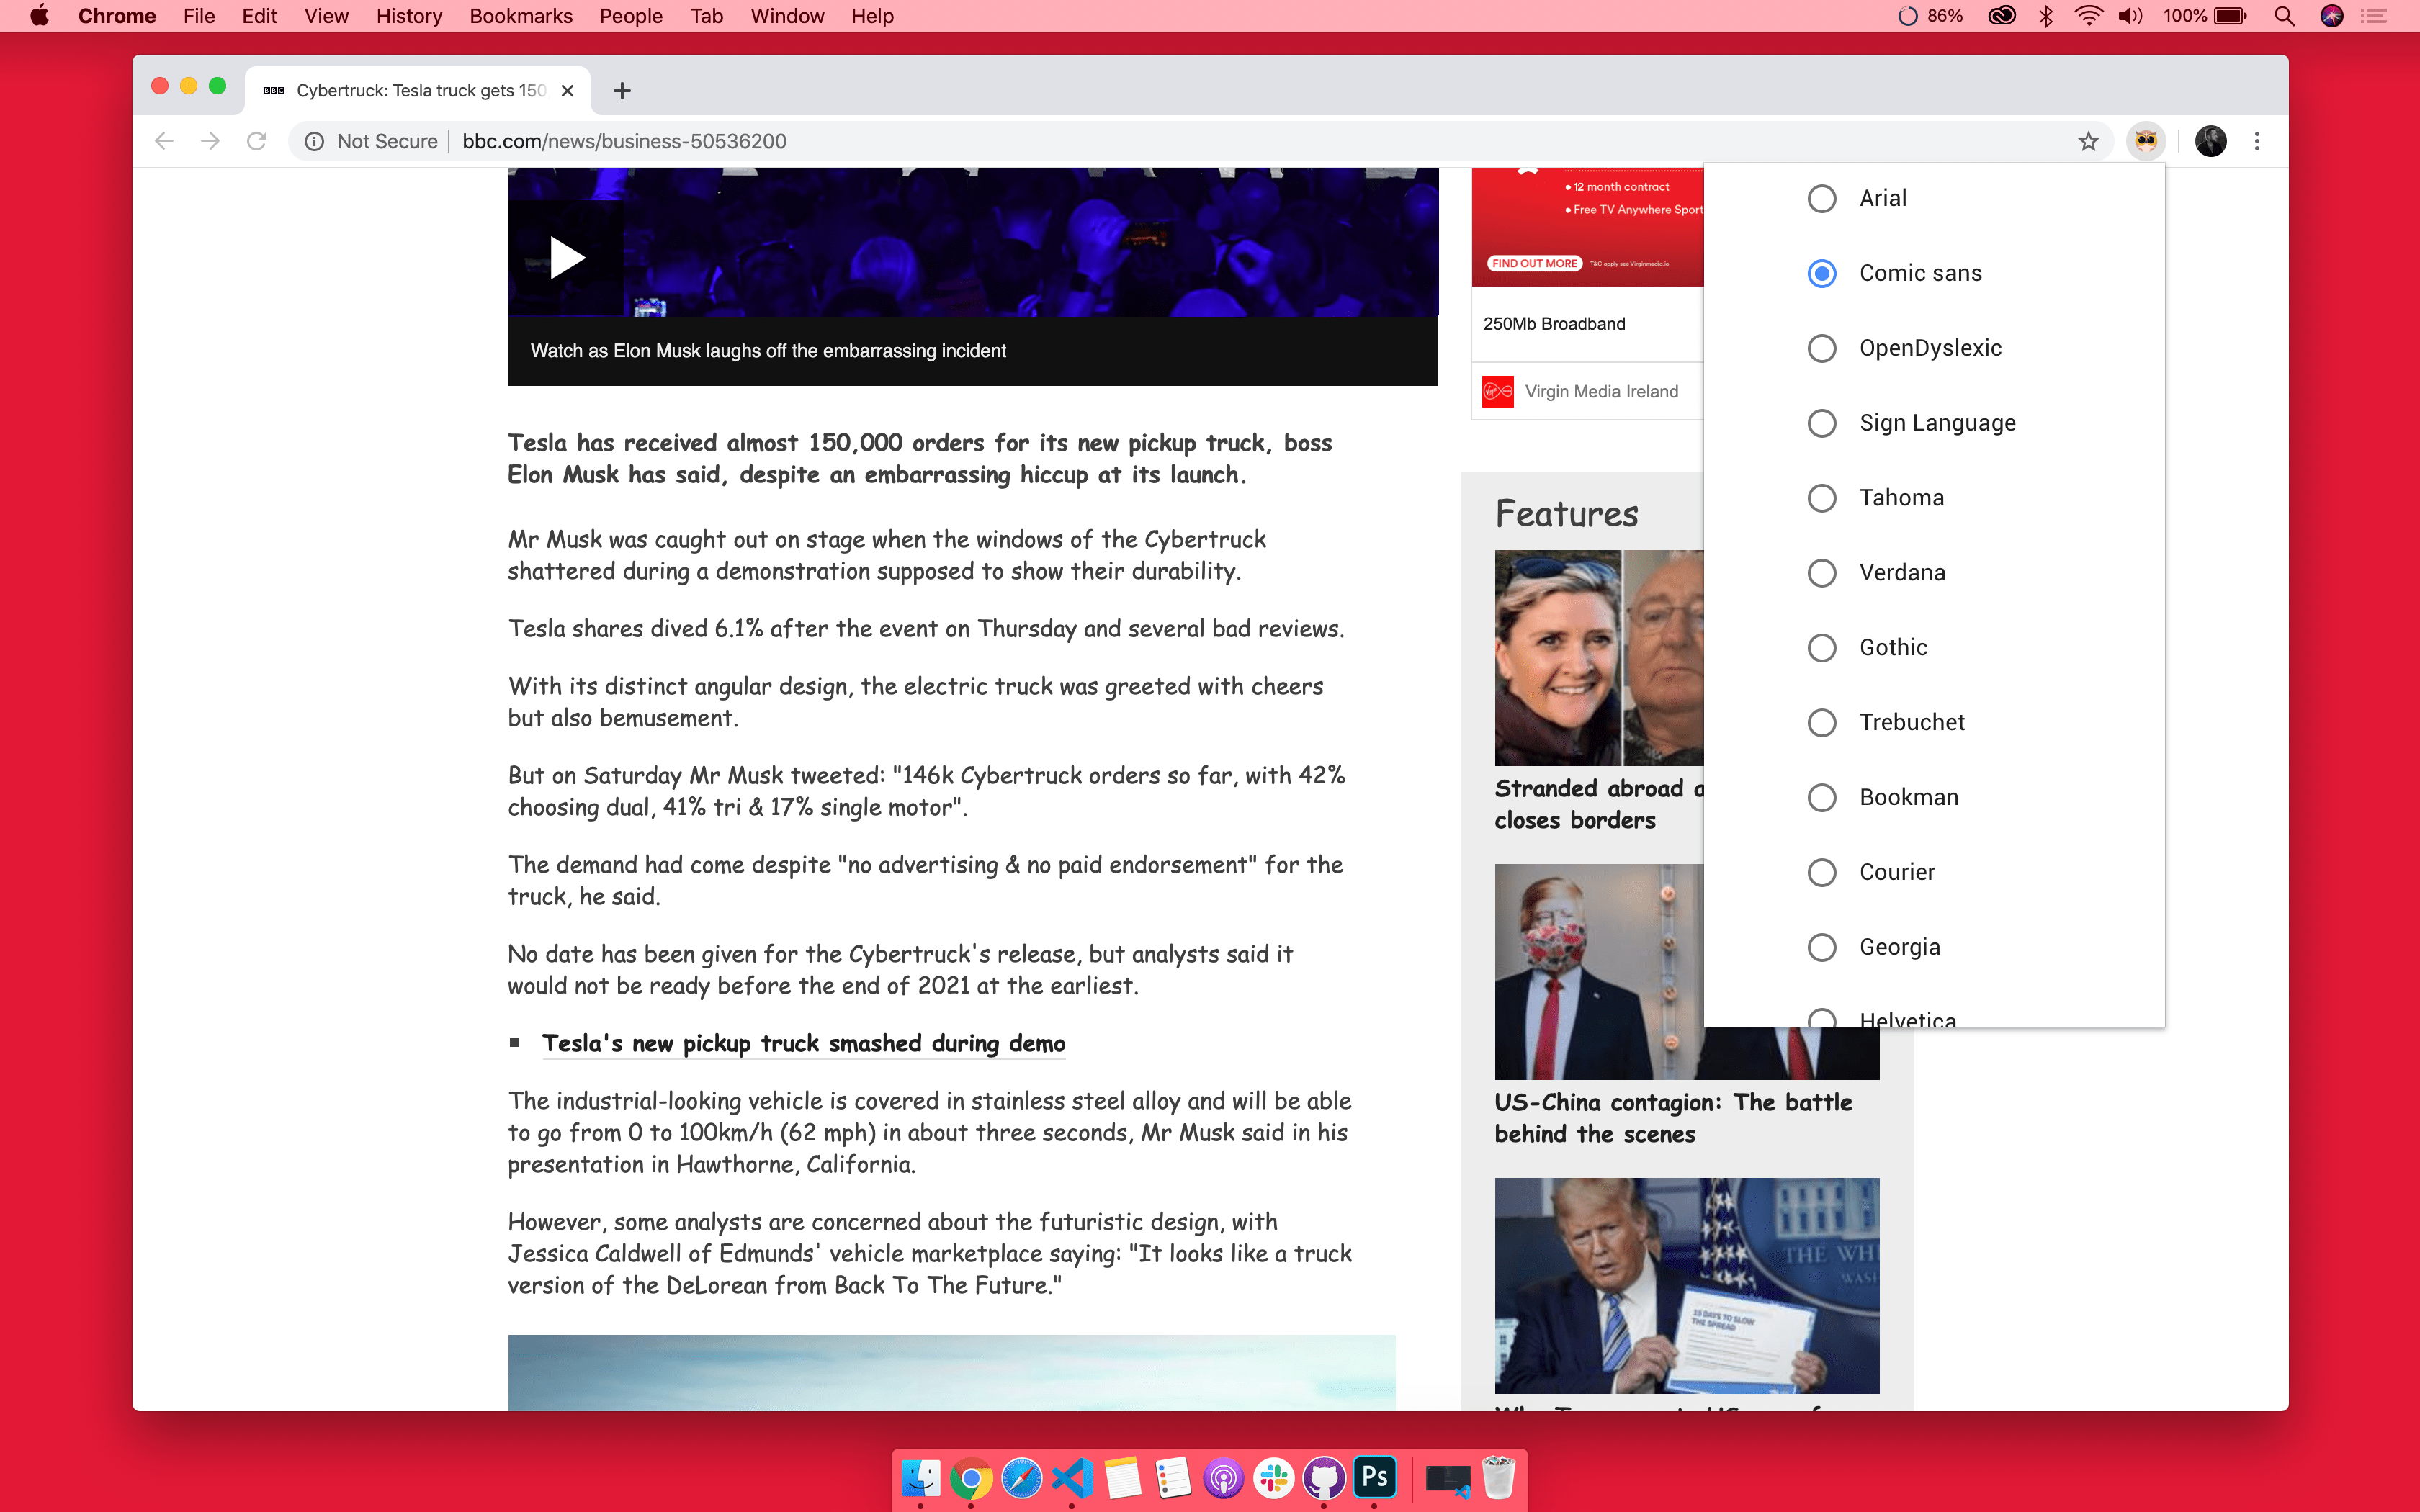 Chrome File Edit View History Bookmarks People Tab Window Help
86% 100%
BBC Cybertruck: Tesla truck gets 150
Not Secure bbc.com/news/business-50536200
Watch as Elon Musk laughs off the embarrassing incident
Tesla has received almost 150,000 orders for its new pickup truck, boss
Elon Musk has said, despite an embarrassing hiccup at its launch.
Mr Musk was caught out on stage when the windows of the Cybertruck
shattered during a demonstration supposed to show their durability.
Tesla shares dived 6.1% after the event on Thursday and several bad reviews.
With its distinct angular design, the electric truck was greeted with cheers
but also bemusement.
But on Saturday Mr Musk tweeted: "146k Cybertruck orders so far, with 42%
choosing dual, 41% tri & 17% single motor".
The demand had come despite "no advertising & no paid endorsement" for the
truck, he said.
No date has been given for the Cybertruck's release, but analysts said it
would not be ready before the end of 2021 at the earliest.
Tesla's new pickup truck smashed during demo
The industrial-looking vehicle is covered in stainless steel alloy and will be able
to go from 0 to 100km/h (62 mph) in about three seconds, Mr Musk said in his
presentation in Hawthorne, California.
However, some analysts are concerned about the futuristic design, with
Jessica Caldwell of Edmunds' vehicle marketplace saying: "It looks like a truck
version of the DeLorean from Back To The Future."
• 12 month contract
• Free TV Anywhere Sport
FIND OUT MORE T&C apply see Virginmedia.ie
250Mb Broadband
Virgin Media Ireland
Features
Stranded abroad a
closes borders
US-China contagion: The battle
behind the scenes
THE WHI
WASH
15 DAYS TO SLOW
THE SPREAD
Arial
Comic sans
OpenDyslexic
Sign Language
Tahoma
Verdana
Gothic
Trebuchet
Bookman
Courier
Georgia
Helvetica
Ps